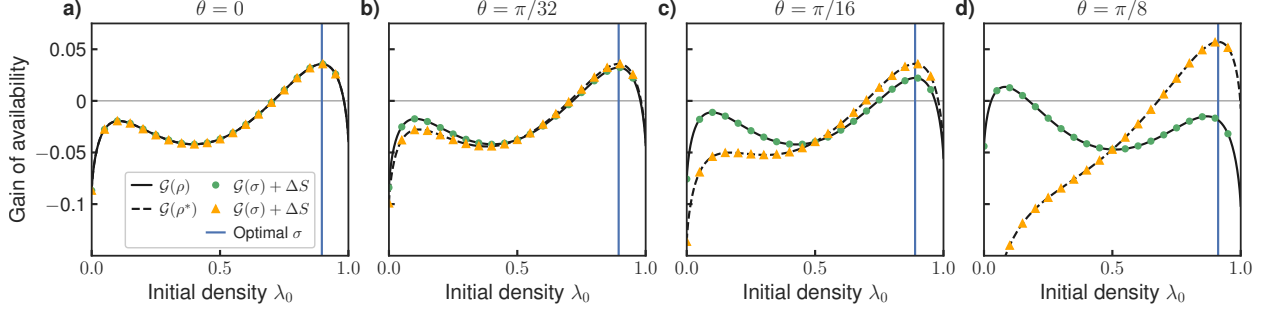 a) θ = 0
b) θ = π/32
c) θ = π/16
d) θ = π/8
Gain of availability
0.05
0
−0.05
−0.1
G(ρ)
G(ρ*)
G(σ) + ΔS
G(σ) + ΔS
Optimal σ
0.0 0.5 1.0
Initial density λ₀
0.0 0.5 1.0
Initial density λ₀
0.0 0.5 1.0
Initial density λ₀
0.0 0.5 1.0
Initial density λ₀